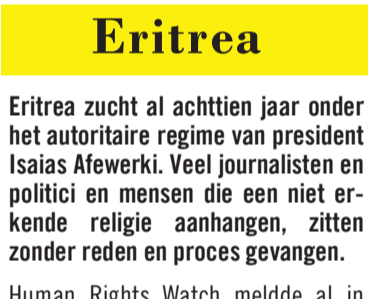 Eritrea
Eritrea zucht al achttien jaar onder
het autoritaire regime van president
Isaias Afewerki. Veel journalisten en
politici en mensen die een niet er-
kende religie aanhangen, zitten
zonder reden en proces gevangen.
Human Rights Watch meldde al in